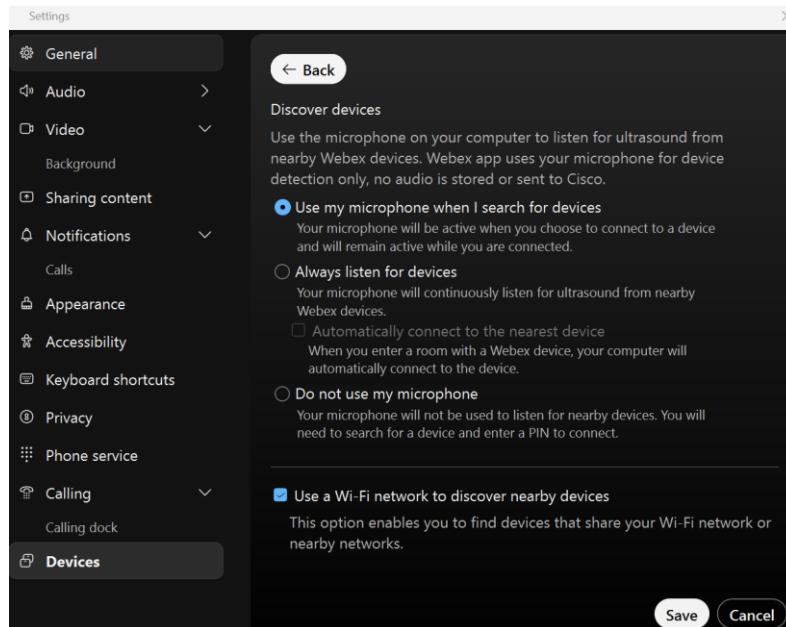 Settings
General
Audio
Video
Background
Sharing content
Notifications
Calls
Appearance
Accessibility
Keyboard shortcuts
Privacy
Phone service
Calling
Calling dock
Devices
Back
Discover devices
Use the microphone on your computer to listen for ultrasound from
nearby Webex devices. Webex app uses your microphone for device
detection only, no audio is stored or sent to Cisco.
Use my microphone when I search for devices
Your microphone will be active when you choose to connect to a device
and will remain active while you are connected.
Always listen for devices
Your microphone will continuously listen for ultrasound from nearby
Webex devices.
Automatically connect to the nearest device
When you enter a room with a Webex device, your computer will
automatically connect to the device.
Do not use my microphone
Your microphone will not be used to listen for nearby devices. You will
need to search for a device and enter a PIN to connect.
Use a Wi-Fi network to discover nearby devices
This option enables you to find devices that share your Wi-Fi network or
nearby networks.
Save Cancel